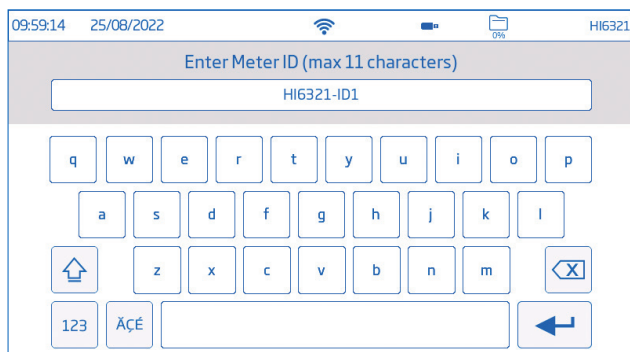 09:59:14 25/08/2022 0% HI6321
Enter Meter ID (max 11 characters)
HI6321-ID1
q w e r t y u i o p
a s d f g h j k l
z x c v b n m X
123 ĂÇÉ